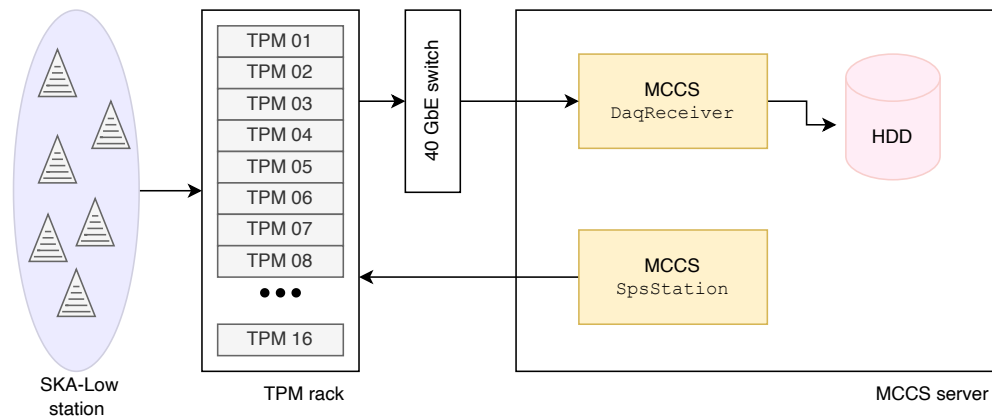 TPM 01
TPM 02
TPM 03
TPM 04
TPM 05
TPM 06
TPM 07
TPM 08
•••
TPM 16
40 GbE switch
MCCS
DaqReceiver
HDD
MCCS
SpsStation
SKA-Low
station
TPM rack
MCCS server